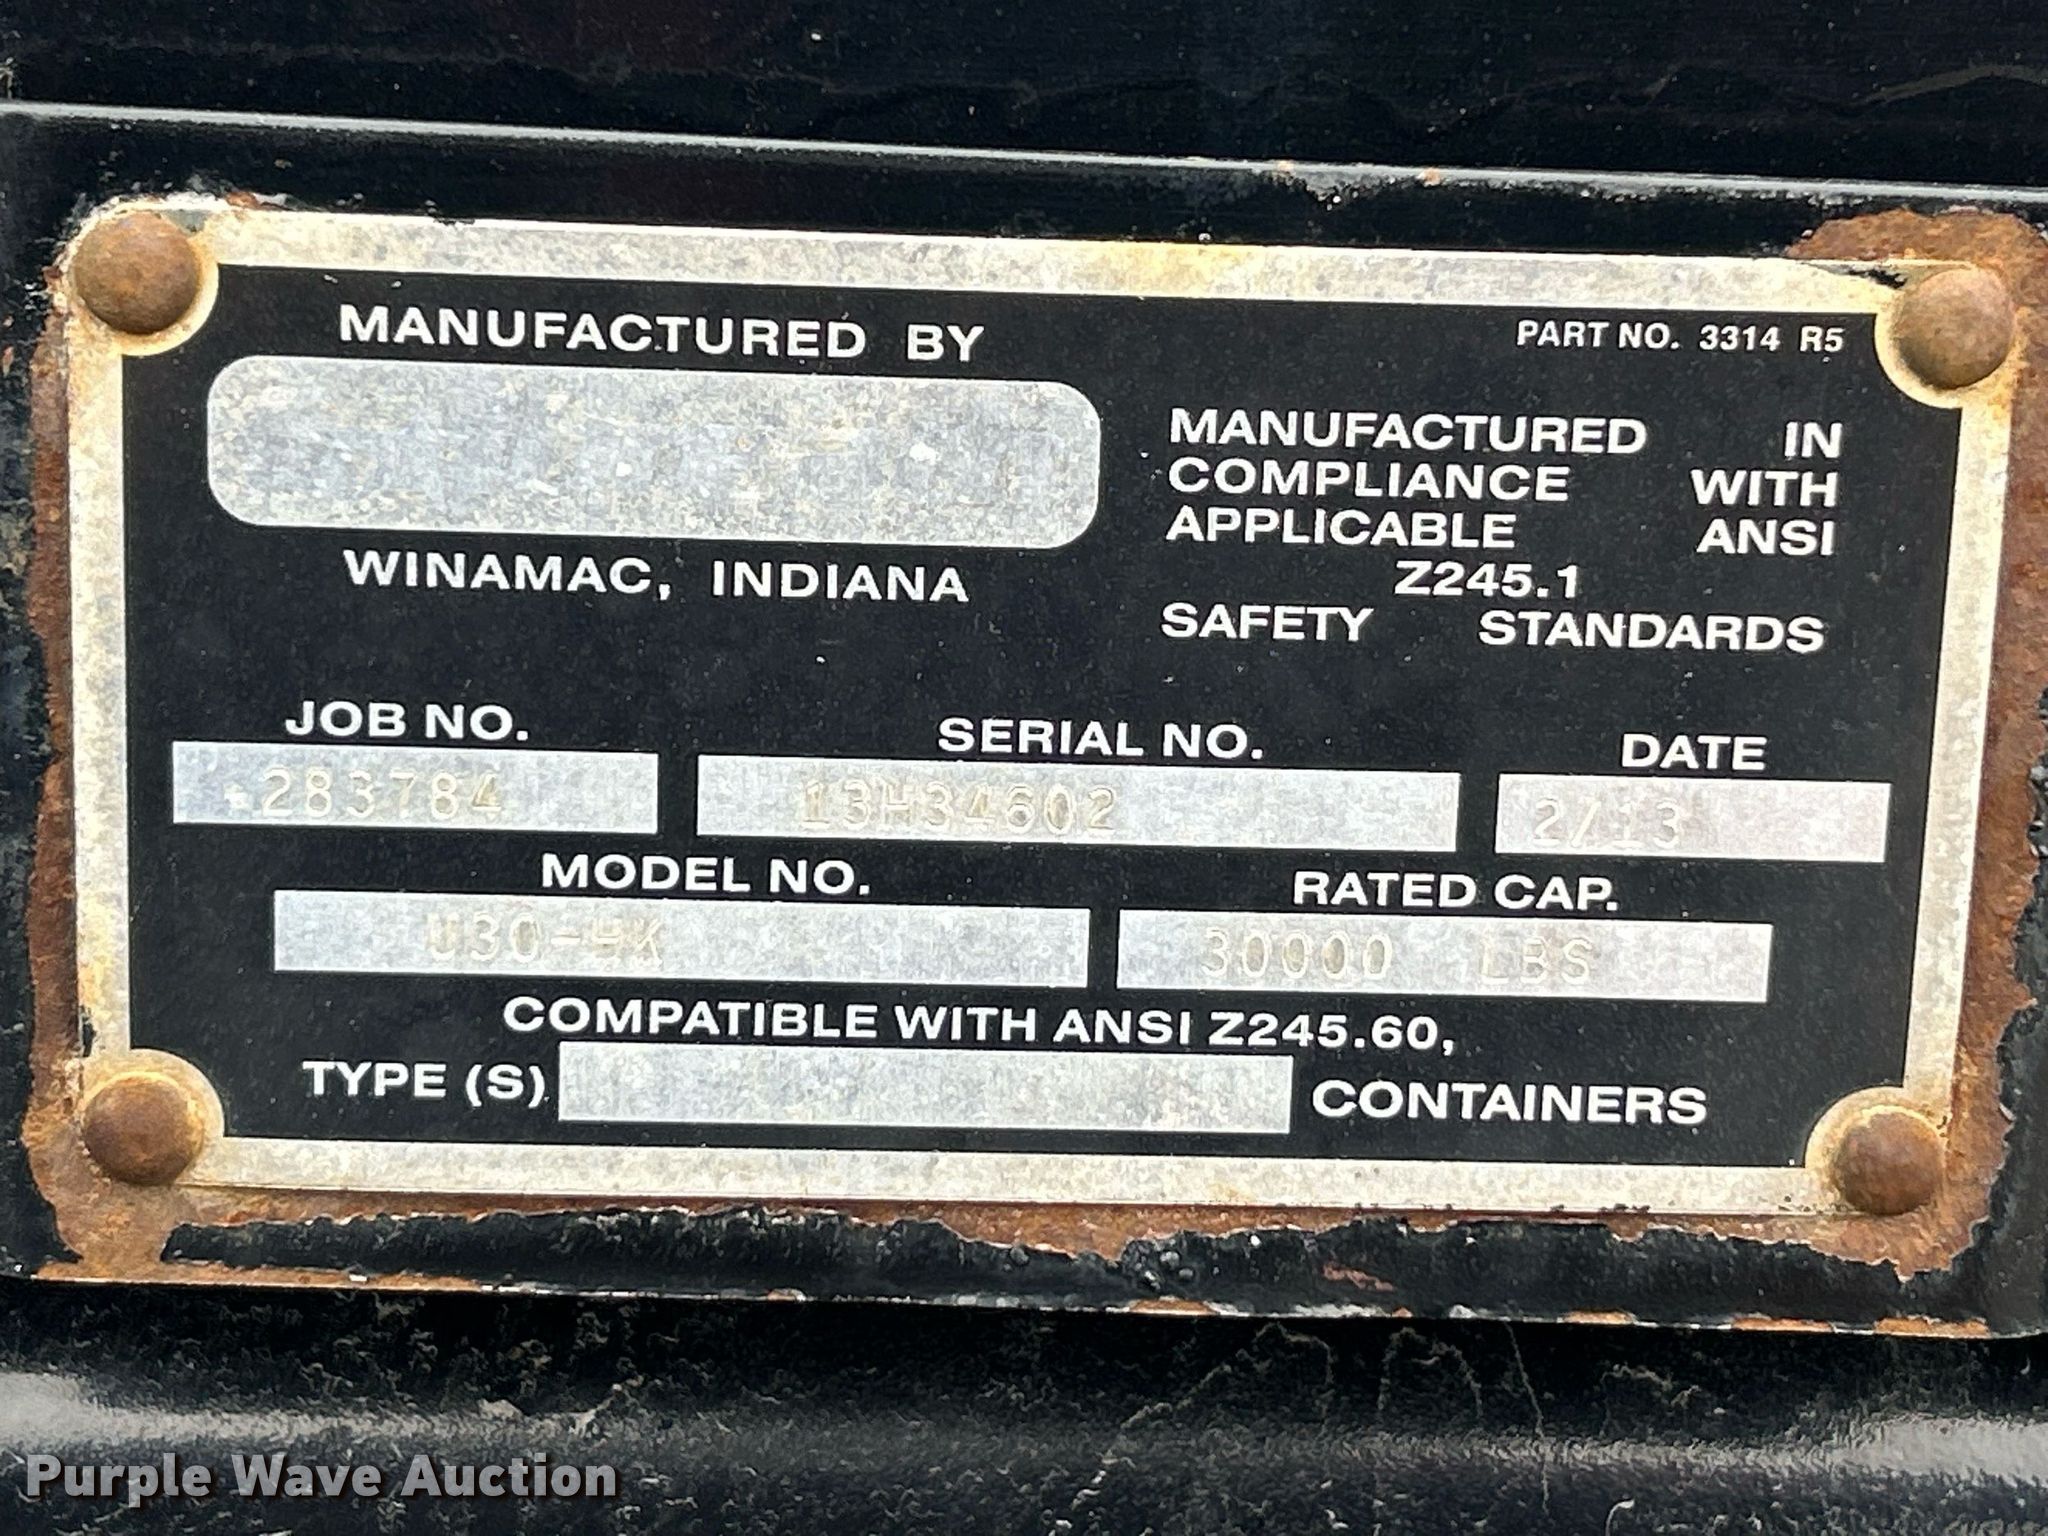 MANUFACTURED BY
WINAMAC, INDIANA
PART NO. 3314 R5
MANUFACTURED IN
COMPLIANCE WITH
APPLICABLE ANSI
Z245.1
SAFETY STANDARDS
JOB NO. SERIAL NO. DATE
283784 13H34602 2/13
MODEL NO. RATED CAP.
30000 LBS
COMPATIBLE WITH ANSI Z245.60,
TYPE (S) CONTAINERS
Purple Wave Auction